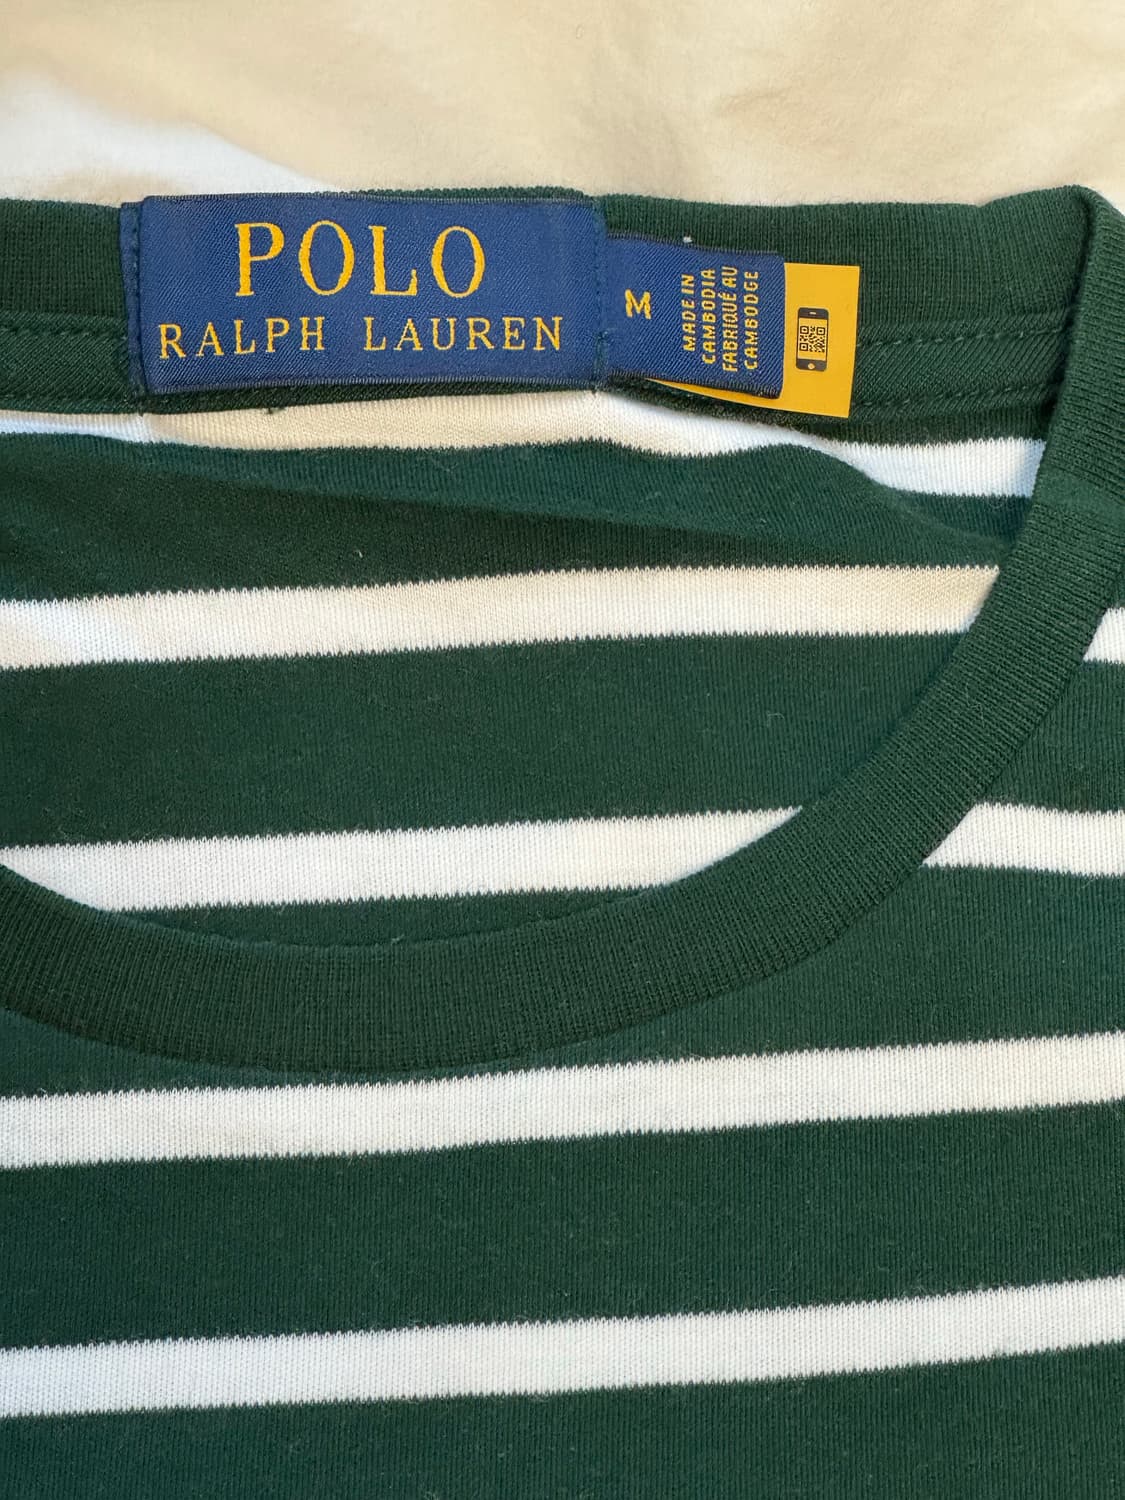 POLO
RALPH LAUREN
M
MADE IN
CAMBODIA
FABRIQUÉ AU
CAMBODGE